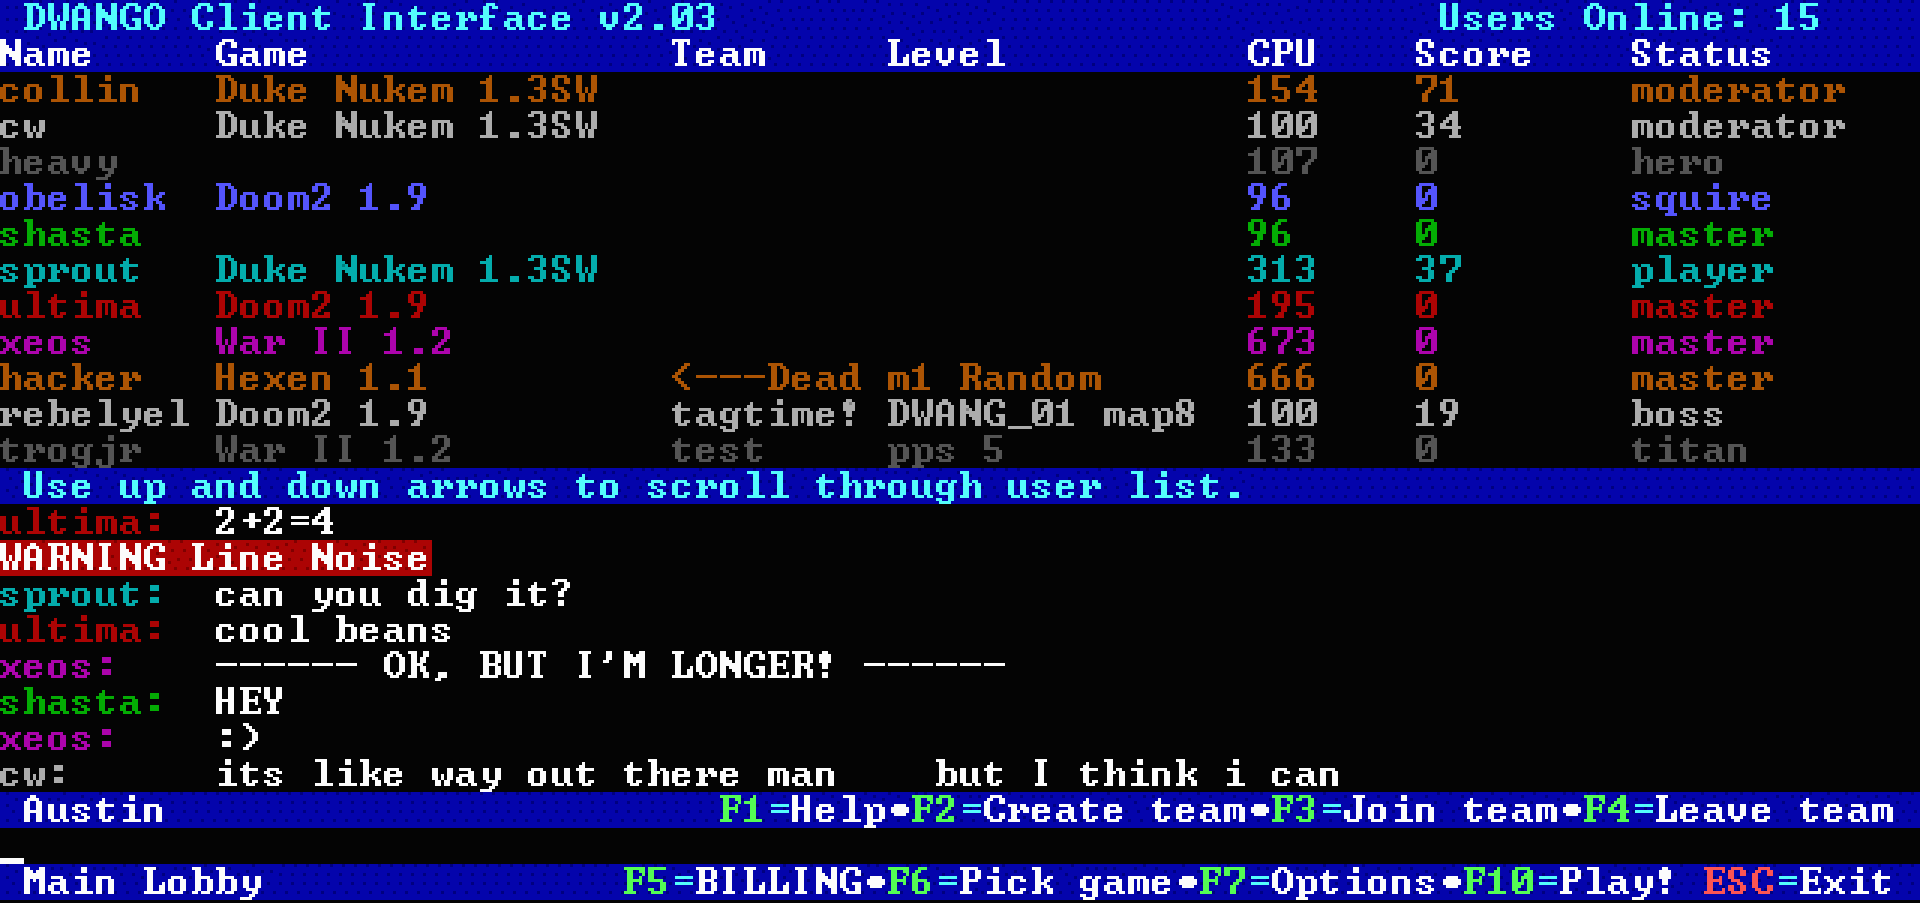 DWANGO Client Interface v2.03 Users Online: 15
Name Game Team Level CPU Score Status
collin Duke Nukem 1.3SW 154 71 moderator
cw Duke Nukem 1.3SW 100 34 moderator
heavy 107 0 hero
obelisk Doom2 1.9 96 0 squire
shasta 96 0 master
sprout Duke Nukem 1.3SW 313 37 player
ultima Doom2 1.9 195 0 master
xeos War II 1.2 673 0 master
hacker Hexen 1.1 <---Dead m1 Random 666 0 master
rebelyel Doom2 1.9 tagtime! DWANG_01 map8 100 19 boss
trogjr War II 1.2 test pps 5 133 0 titan
Use up and down arrows to scroll through user list.
ultima: 2+2=4
WARNING Line Noise
sprout: can you dig it?
ultima: cool beans
xeos: ------ OK, BUT I'M LONGER! ------
shasta: HEY
xeos: :)
cw: its like way out there man but I think i can
Austin F1=Help•F2=Create team•F3=Join team•F4=Leave team
Main Lobby F5=BILLING•F6=Pick game•F7=Options•F10=Play! ESC=Exit